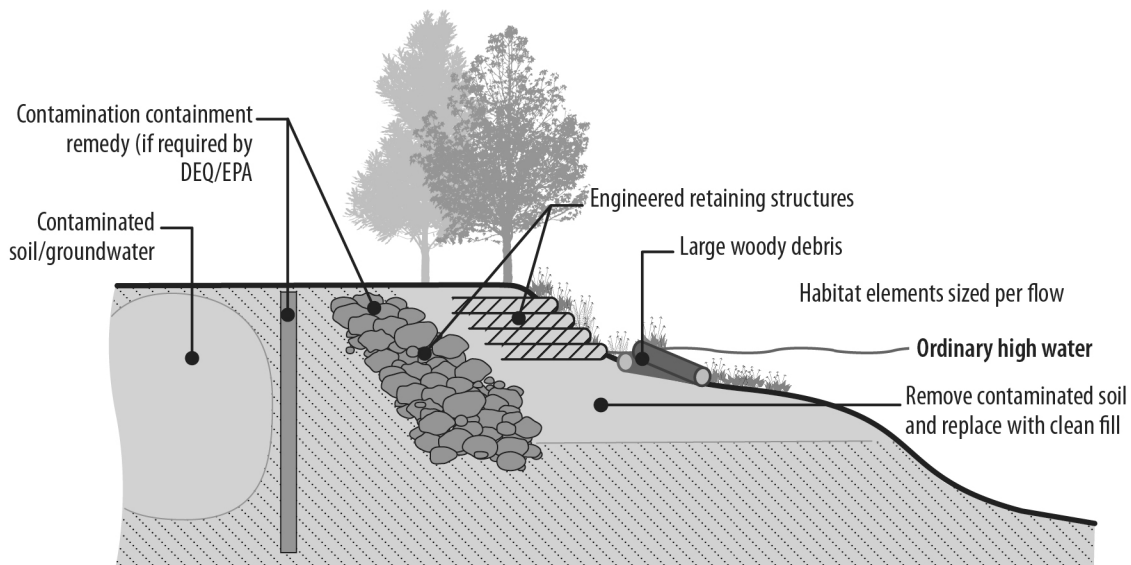 Contamination containment
remedy (if required by
DEQ/EPA
Contaminated
soil/groundwater
Engineered retaining structures
Large woody debris
Habitat elements sized per flow
Ordinary high water
Remove contaminated soil
and replace with clean fill